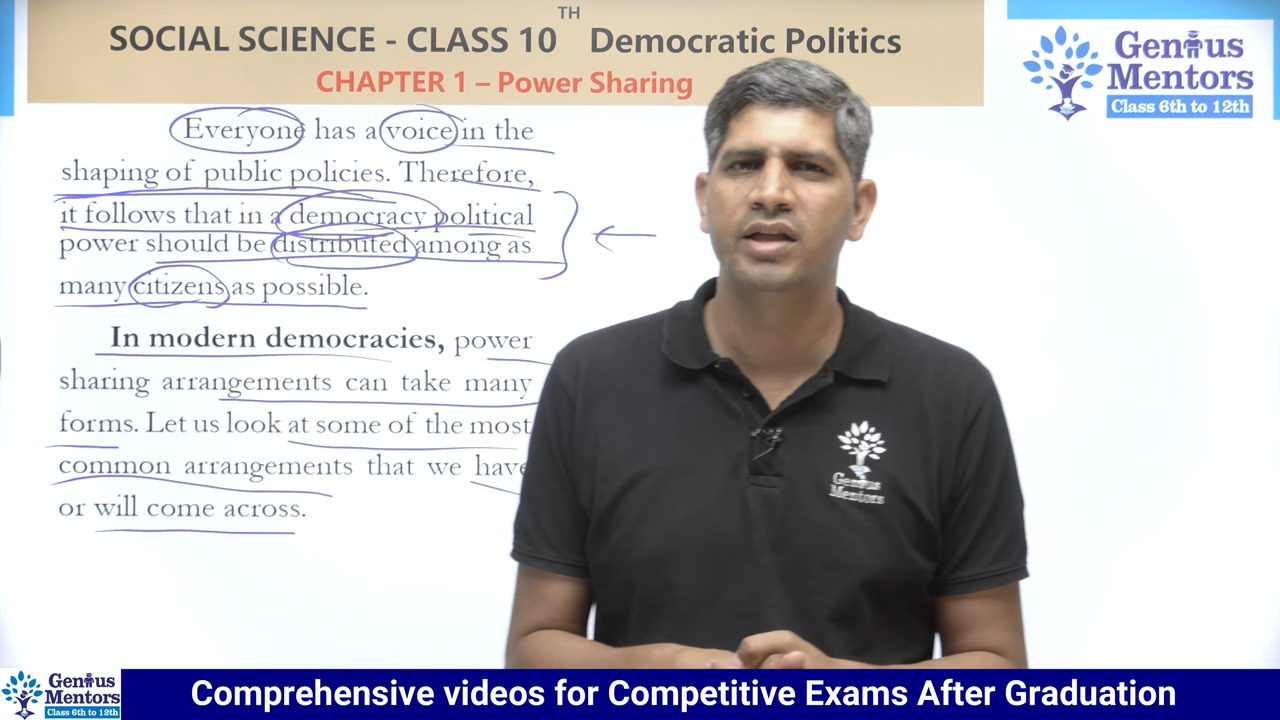 TH
SOCIAL SCIENCE - CLASS 10 Democratic Politics
CHAPTER 1 – Power Sharing
Genius
Mentors
Class 6th to 12th
Everyone has a voice in the
shaping of public policies. Therefore,
it follows that in a democracy political
power should be distributed among as
many citizens as possible.
In modern democracies, power
sharing arrangements can take many
forms. Let us look at some of the most
common arrangements that we have
or will come across.
Genius
Mentors
Genius
Mentors
Class 6th to 12th
Comprehensive videos for Competitive Exams After Graduation